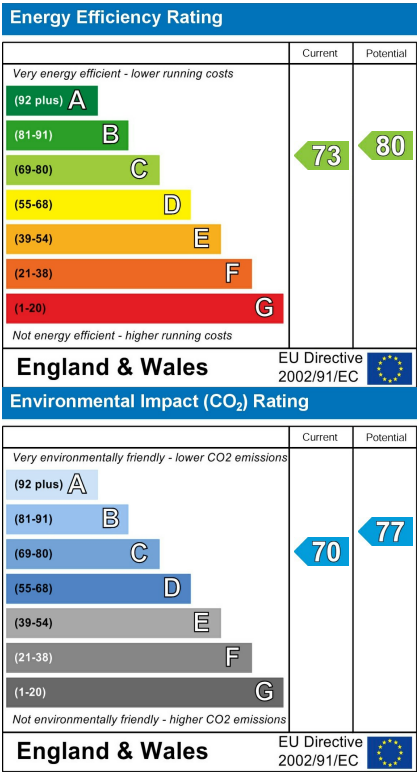 Energy Efficiency Rating
Current Potential
Very energy efficient - lower running costs
(92 plus) A
(81-91) B
(69-80) C
(55-68) D
(39-54) E
(21-38) F
(1-20) G
73
80
Not energy efficient - higher running costs
England & Wales
EU Directive
2002/91/EC
Environmental Impact (CO₂) Rating
Current Potential
Very environmentally friendly - lower CO2 emissions
(92 plus) A
(81-91) B
(69-80) C
(55-68) D
(39-54) E
(21-38) F
(1-20) G
70
77
Not environmentally friendly - higher CO2 emissions
England & Wales
EU Directive
2002/91/EC